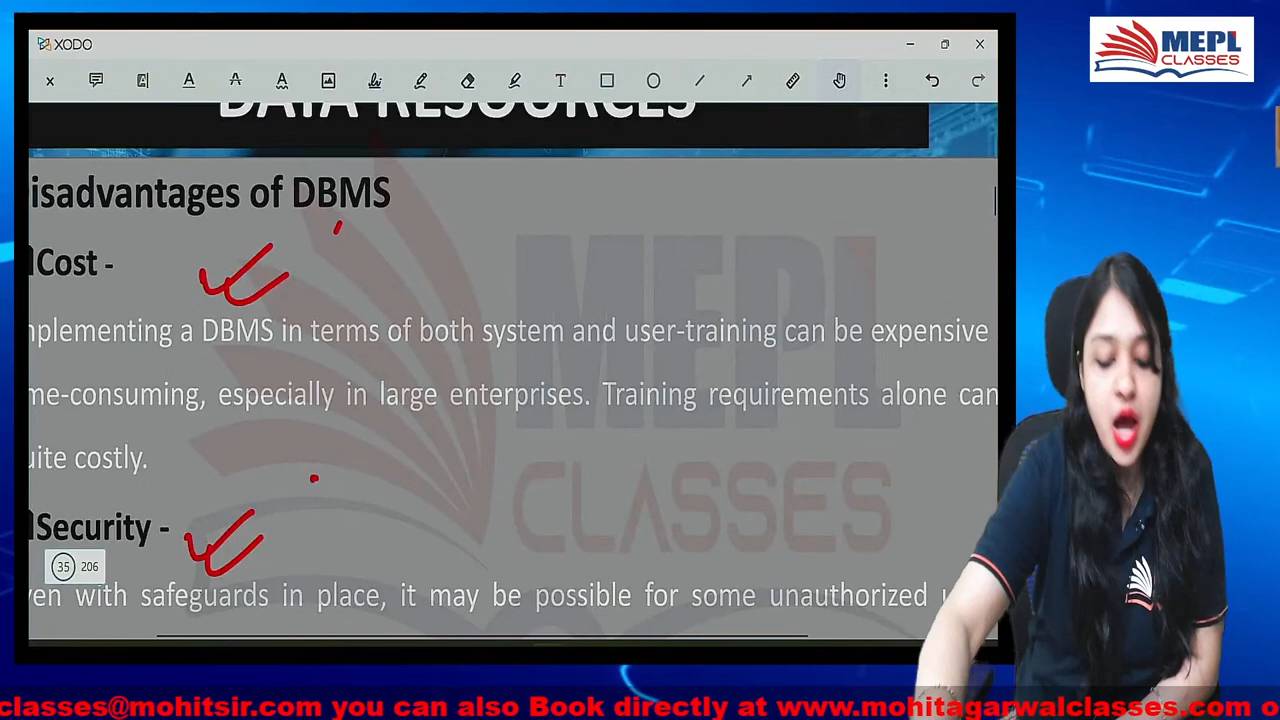 XODO
MEPL
CLASSES
DATA RESOURCES
isadvantages of DBMS
Cost -
nplementing a DBMS in terms of both system and user-training can be expensive
me-consuming, especially in large enterprises. Training requirements alone can
uite costly.
Security -
35 206
ven with safeguards in place, it may be possible for some unauthorized
MEPL
CLASSES
classes@mohitsir.com you can also Book directly at www.mohitagarwalclasses.com o